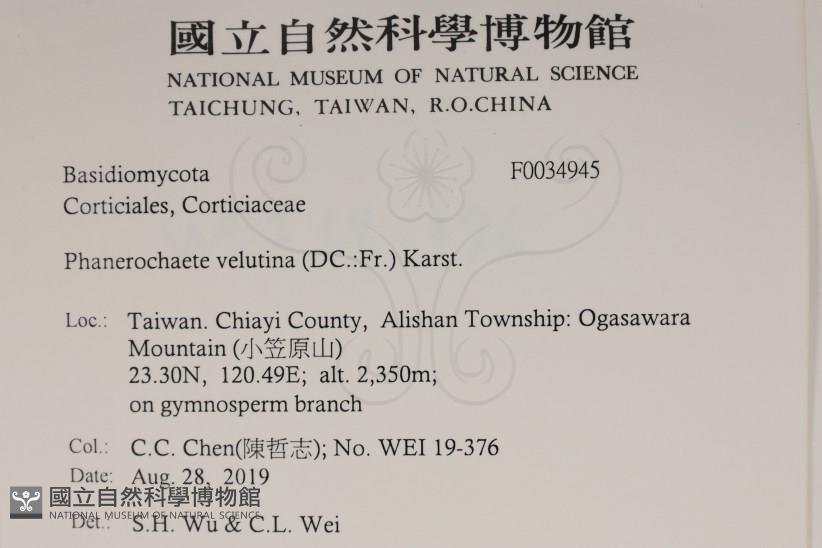 國立自然科學博物館
NATIONAL MUSEUM OF NATURAL SCIENCE
TAICHUNG, TAIWAN, R.O.CHINA
Basidiomycota F0034945
Corticiales, Corticiaceae
Phanerochaete velutina (DC.:Fr.) Karst.
Loc.: Taiwan. Chiayi County, Alishan Township: Ogasawara
Mountain (小笠原山)
23.30N, 120.49E; alt. 2,350m;
on gymnosperm branch
Col.: C.C. Chen(陳哲志); No. WEI 19-376
Date: Aug. 28, 2019
國立自然科學博物館
NATIONAL MUSEUM OF NATURAL SCIENCE
Det.: S.H. Wu & C.L. Wei